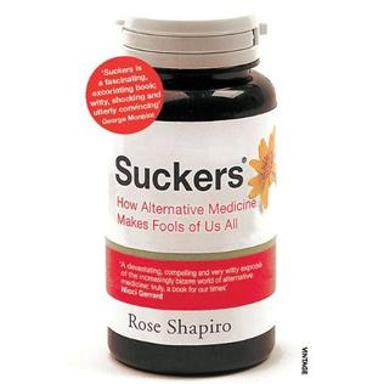 'Suckers is
a fascinating,
excoriating book;
witty, shocking and
utterly convincing'
George Monbiot
Suckers®
How Alternative Medicine
Makes Fools of Us All
'A devastating, compelling and very witty exposé
of the increasingly bizarre world of alternative
medicine: truly, a book for our times'
Nicci Gerrard
Rose Shapiro
VINTAGE